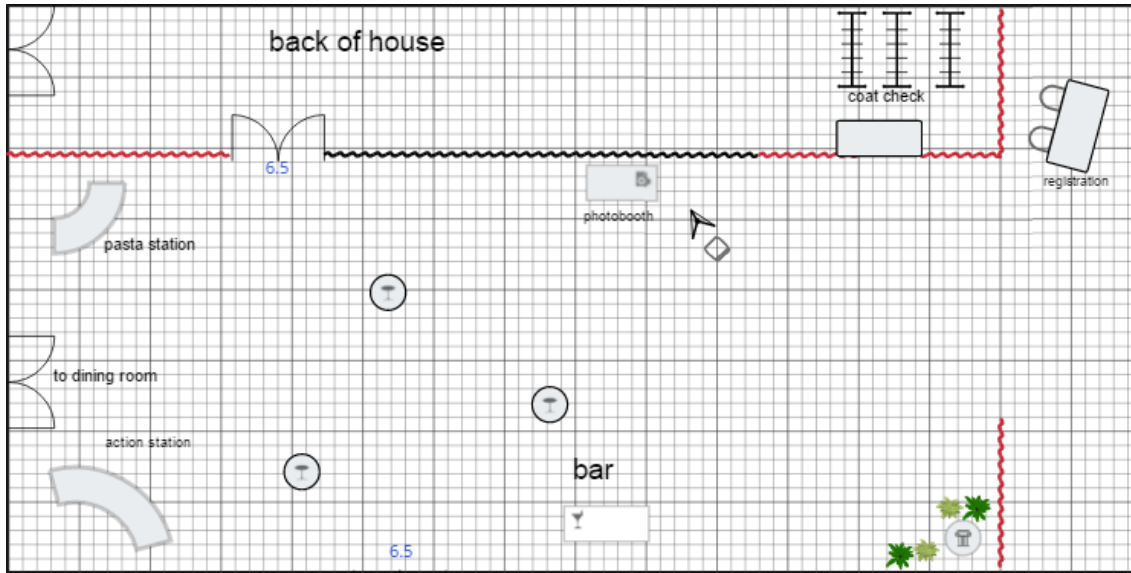 back of house
coat check
6.5
registration
photobooth
pasta station
to dining room
action station
bar
6.5